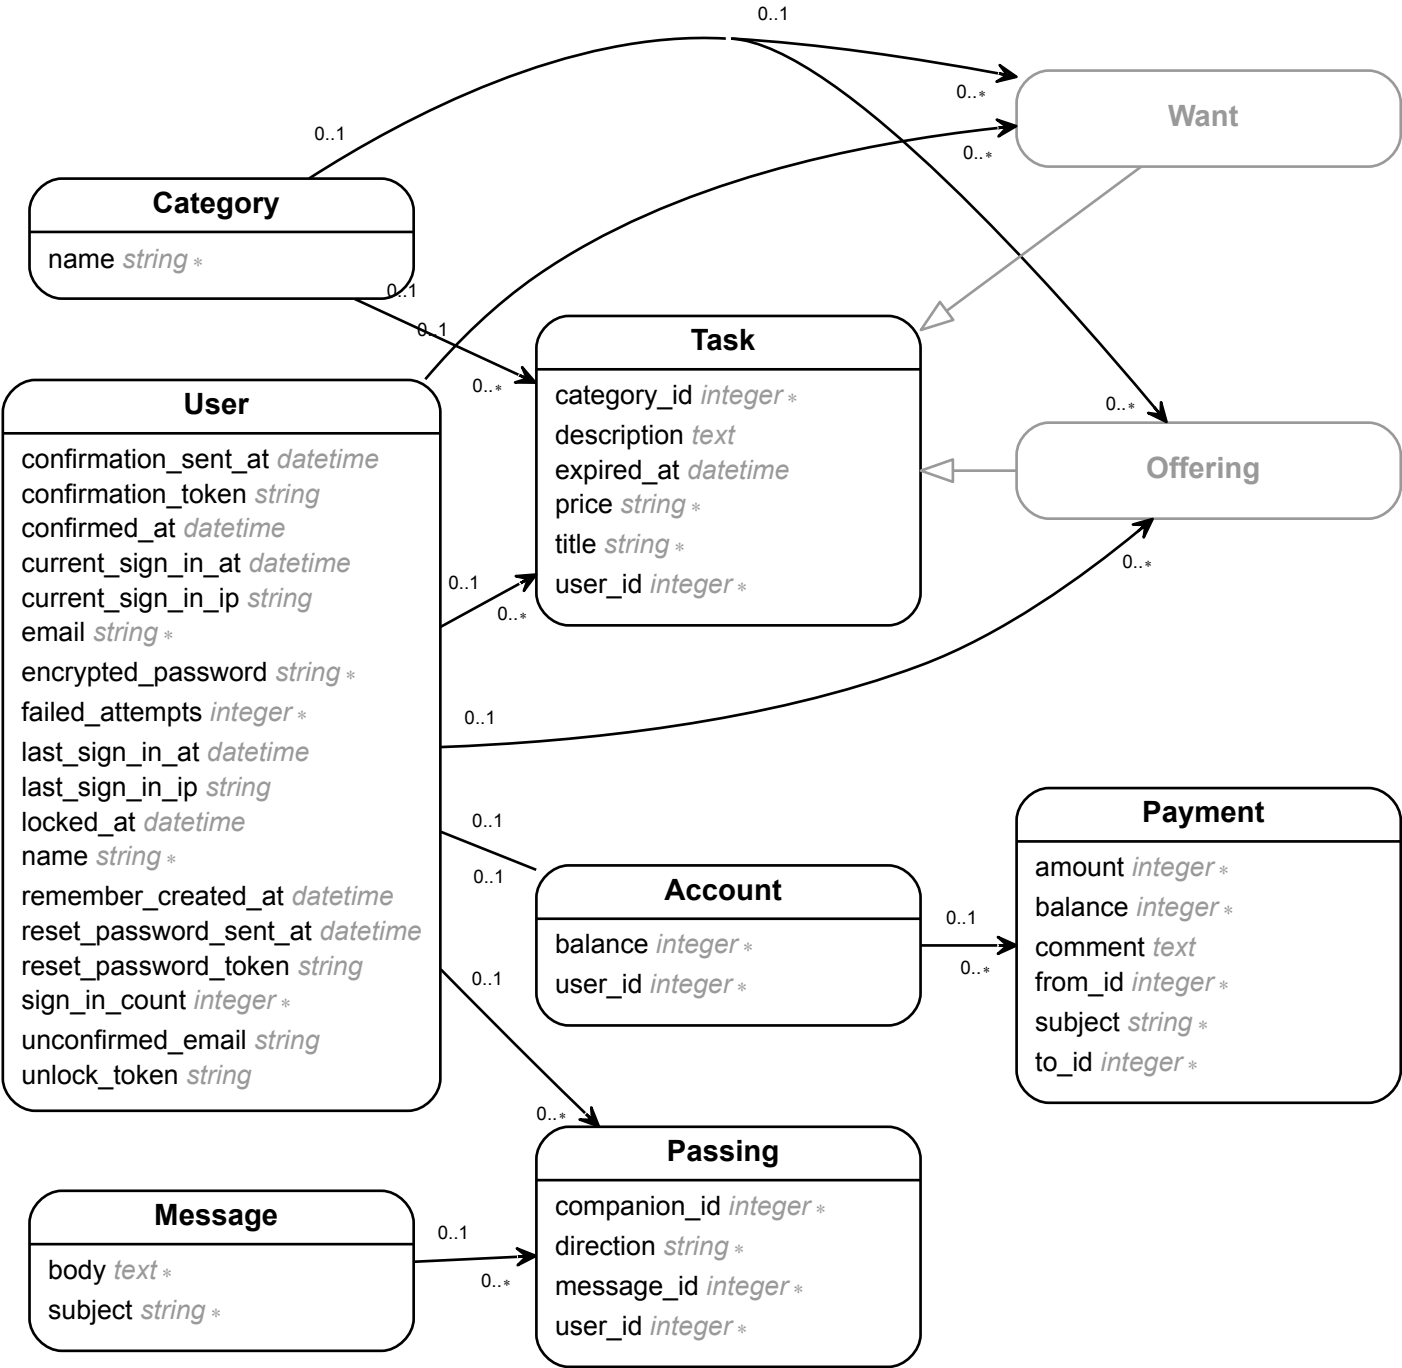 0..1
0..∗
Want
0..1
0..∗
Category
name string ∗
0..1
0..1
0..∗
Task
category_id integer ∗
description text
expired_at datetime
price string ∗
title string ∗
user_id integer ∗
0..∗
Offering
0..∗
User
confirmation_sent_at datetime
confirmation_token string
confirmed_at datetime
current_sign_in_at datetime
current_sign_in_ip string
email string ∗
encrypted_password string ∗
failed_attempts integer ∗
last_sign_in_at datetime
last_sign_in_ip string
locked_at datetime
name string ∗
remember_created_at datetime
reset_password_sent_at datetime
reset_password_token string
sign_in_count integer ∗
unconfirmed_email string
unlock_token string
0..1
0..∗
0..1
0..1
0..1
Account
balance integer ∗
user_id integer ∗
0..1
0..∗
Payment
amount integer ∗
balance integer ∗
comment text
from_id integer ∗
subject string ∗
to_id integer ∗
0..1
0..∗
Passing
companion_id integer ∗
direction string ∗
message_id integer ∗
user_id integer ∗
Message
body text ∗
subject string ∗
0..1
0..∗